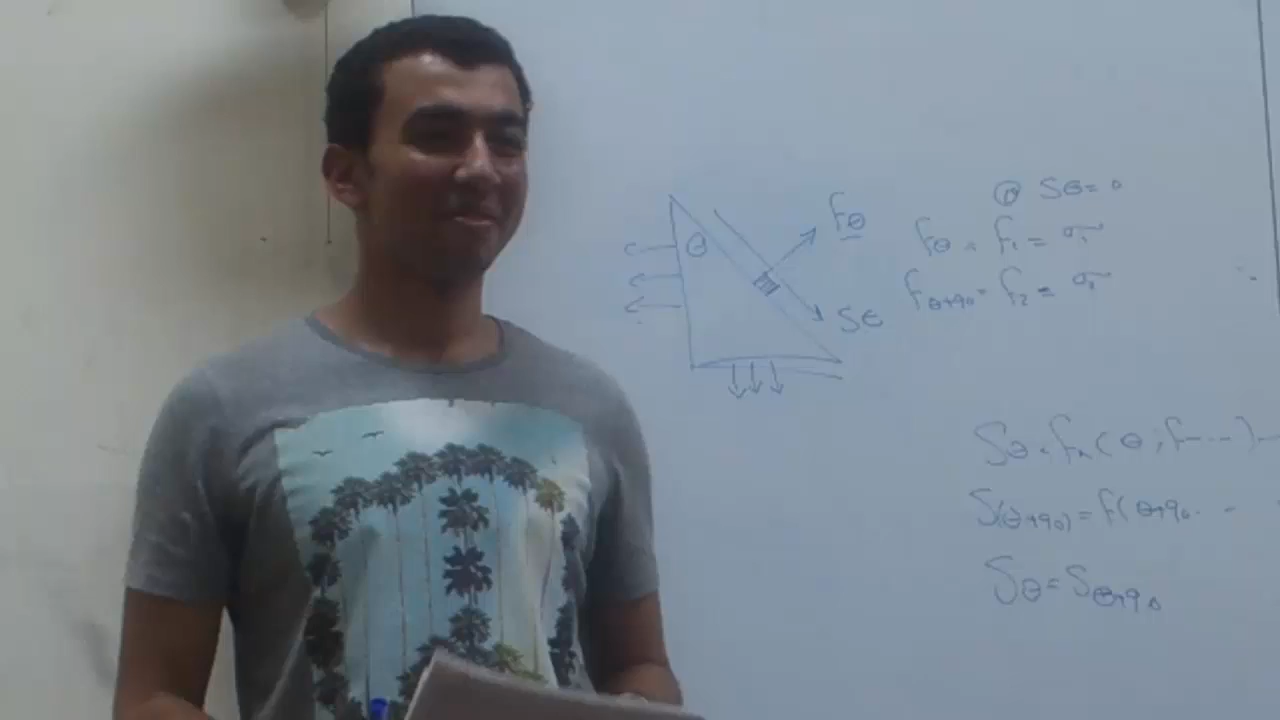 θ
Fθ
Sθ
@ Sθ = 0
Fθ = F1 = σ1
Fθ+90 = F2 = σ2
Sθ = Fn (θ, F ....) -
S(θ+90) = F( θ+90 . -
Sθ = Sθ+90